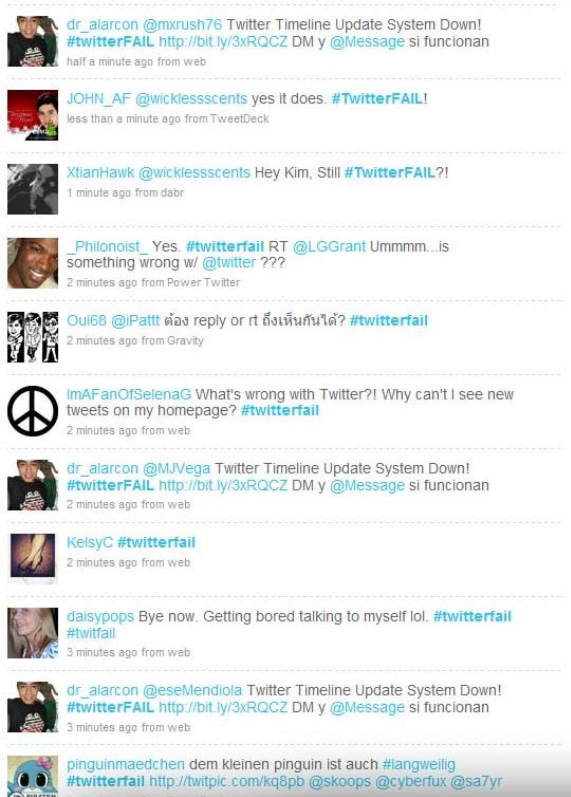 dr_alarcon @mxrush76 Twitter Timeline Update System Down!
#twitterFAIL http://bit.ly/3xRQCZ DM y @Message si funcionan
half a minute ago from web
JOHN_AF @wicklessscents yes it does. #TwitterFAIL!
less than a minute ago from TweetDeck
XtianHawk @wicklessscents Hey Kim, Still #TwitterFAIL?!
1 minute ago from dabr
_Philonoist_ Yes. #twitterfail RT @LGGrant Ummmm...is
something wrong w/ @twitter ???
2 minutes ago from Power Twitter
Oui68 @iPattt ต้อง reply or rt ถึงเห็นกันได้? #twitterfail
2 minutes ago from Gravity
ImAFanOfSelenaG What's wrong with Twitter?! Why can't I see new
tweets on my homepage? #twitterfail
2 minutes ago from web
dr_alarcon @MJVega Twitter Timeline Update System Down!
#twitterFAIL http://bit.ly/3xRQCZ DM y @Message si funcionan
2 minutes ago from web
KelsyC #twitterfail
2 minutes ago from web
daisypops Bye now. Getting bored talking to myself lol. #twitterfail
#twitfail
3 minutes ago from web
dr_alarcon @eseMendiola Twitter Timeline Update System Down!
#twitterFAIL http://bit.ly/3xRQCZ DM y @Message si funcionan
3 minutes ago from web
pinguinmaedchen dem kleinen pinguin ist auch #langweilig
#twitterfail http://twitpic.com/kq8pb @skoops @cyberfux @sa7yr